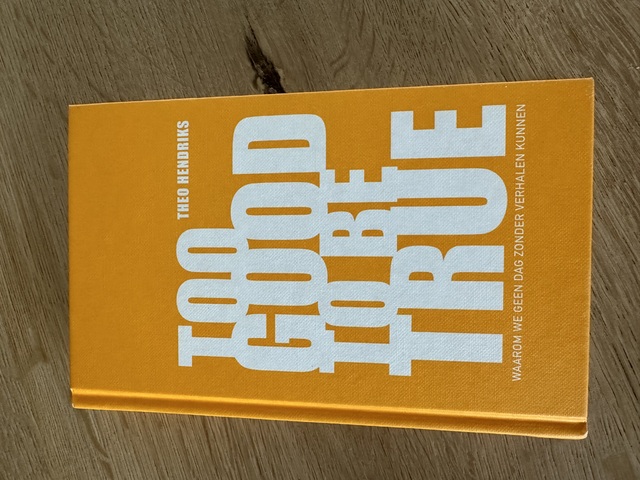 THEO HENDRIKS
TOO
GOOD
TO BE
TRUE
WAAROM WE GEEN DAG ZONDER VERHALEN KUNNEN